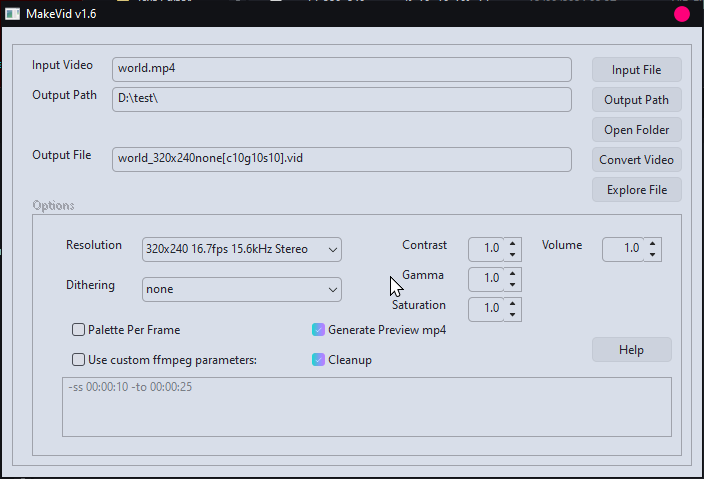 MakeVid v1.6
Input Video world.mp4 Input File
Output Path D:\test\ Output Path
Open Folder
Output File world_320x240none[c10g10s10].vid Convert Video
Explore File
Options
Resolution 320x240 16.7fps 15.6kHz Stereo Contrast 1.0 Volume 1.0
Gamma 1.0
Dithering none
Saturation 1.0
Palette Per Frame Generate Preview mp4
Help
Use custom ffmpeg parameters: Cleanup
-ss 00:00:10 -to 00:00:25